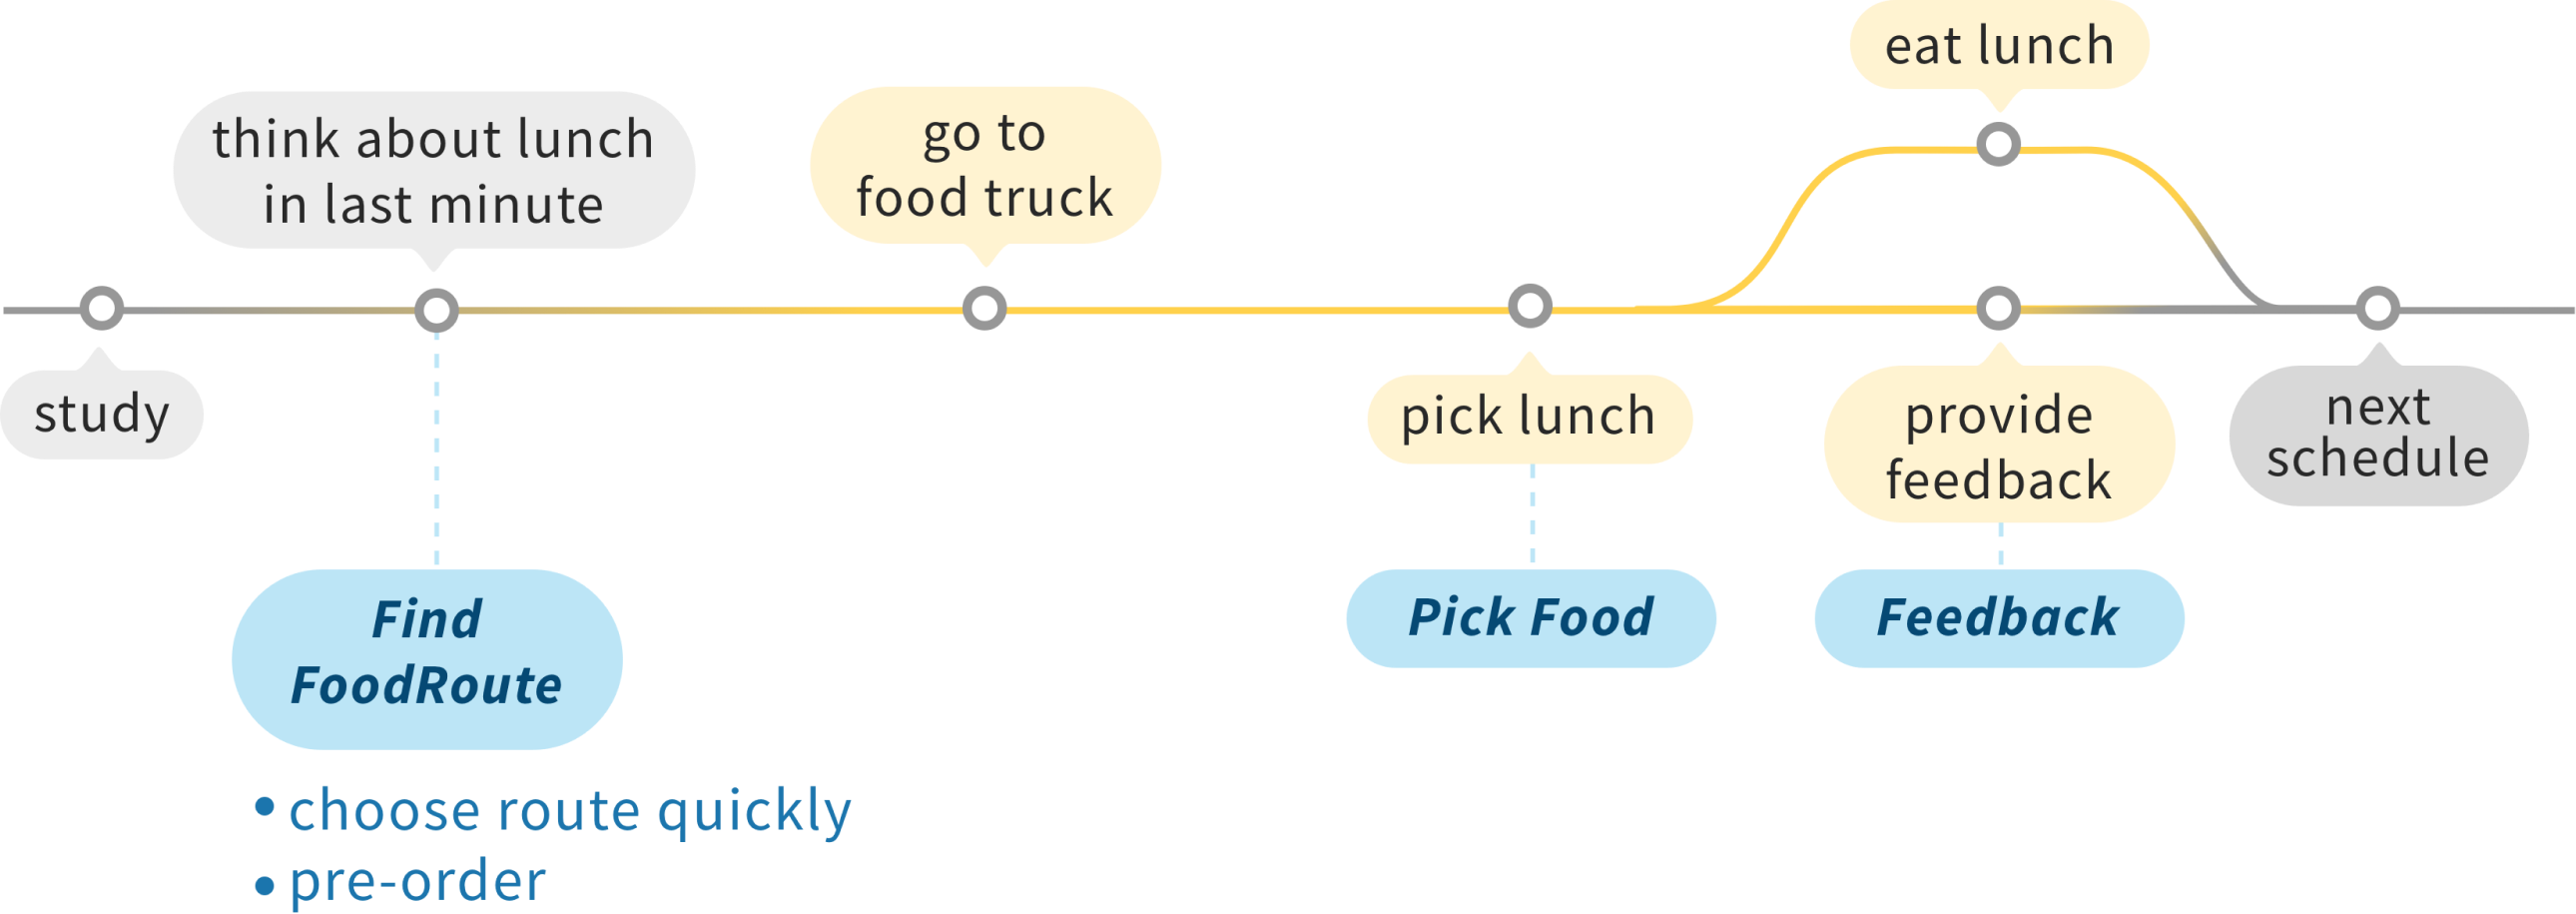 study
think about lunch
in last minute
go to
food truck
pick lunch
eat lunch
provide
feedback
next
schedule
Find
FoodRoute
• choose route quickly
• pre-order
Pick Food
Feedback